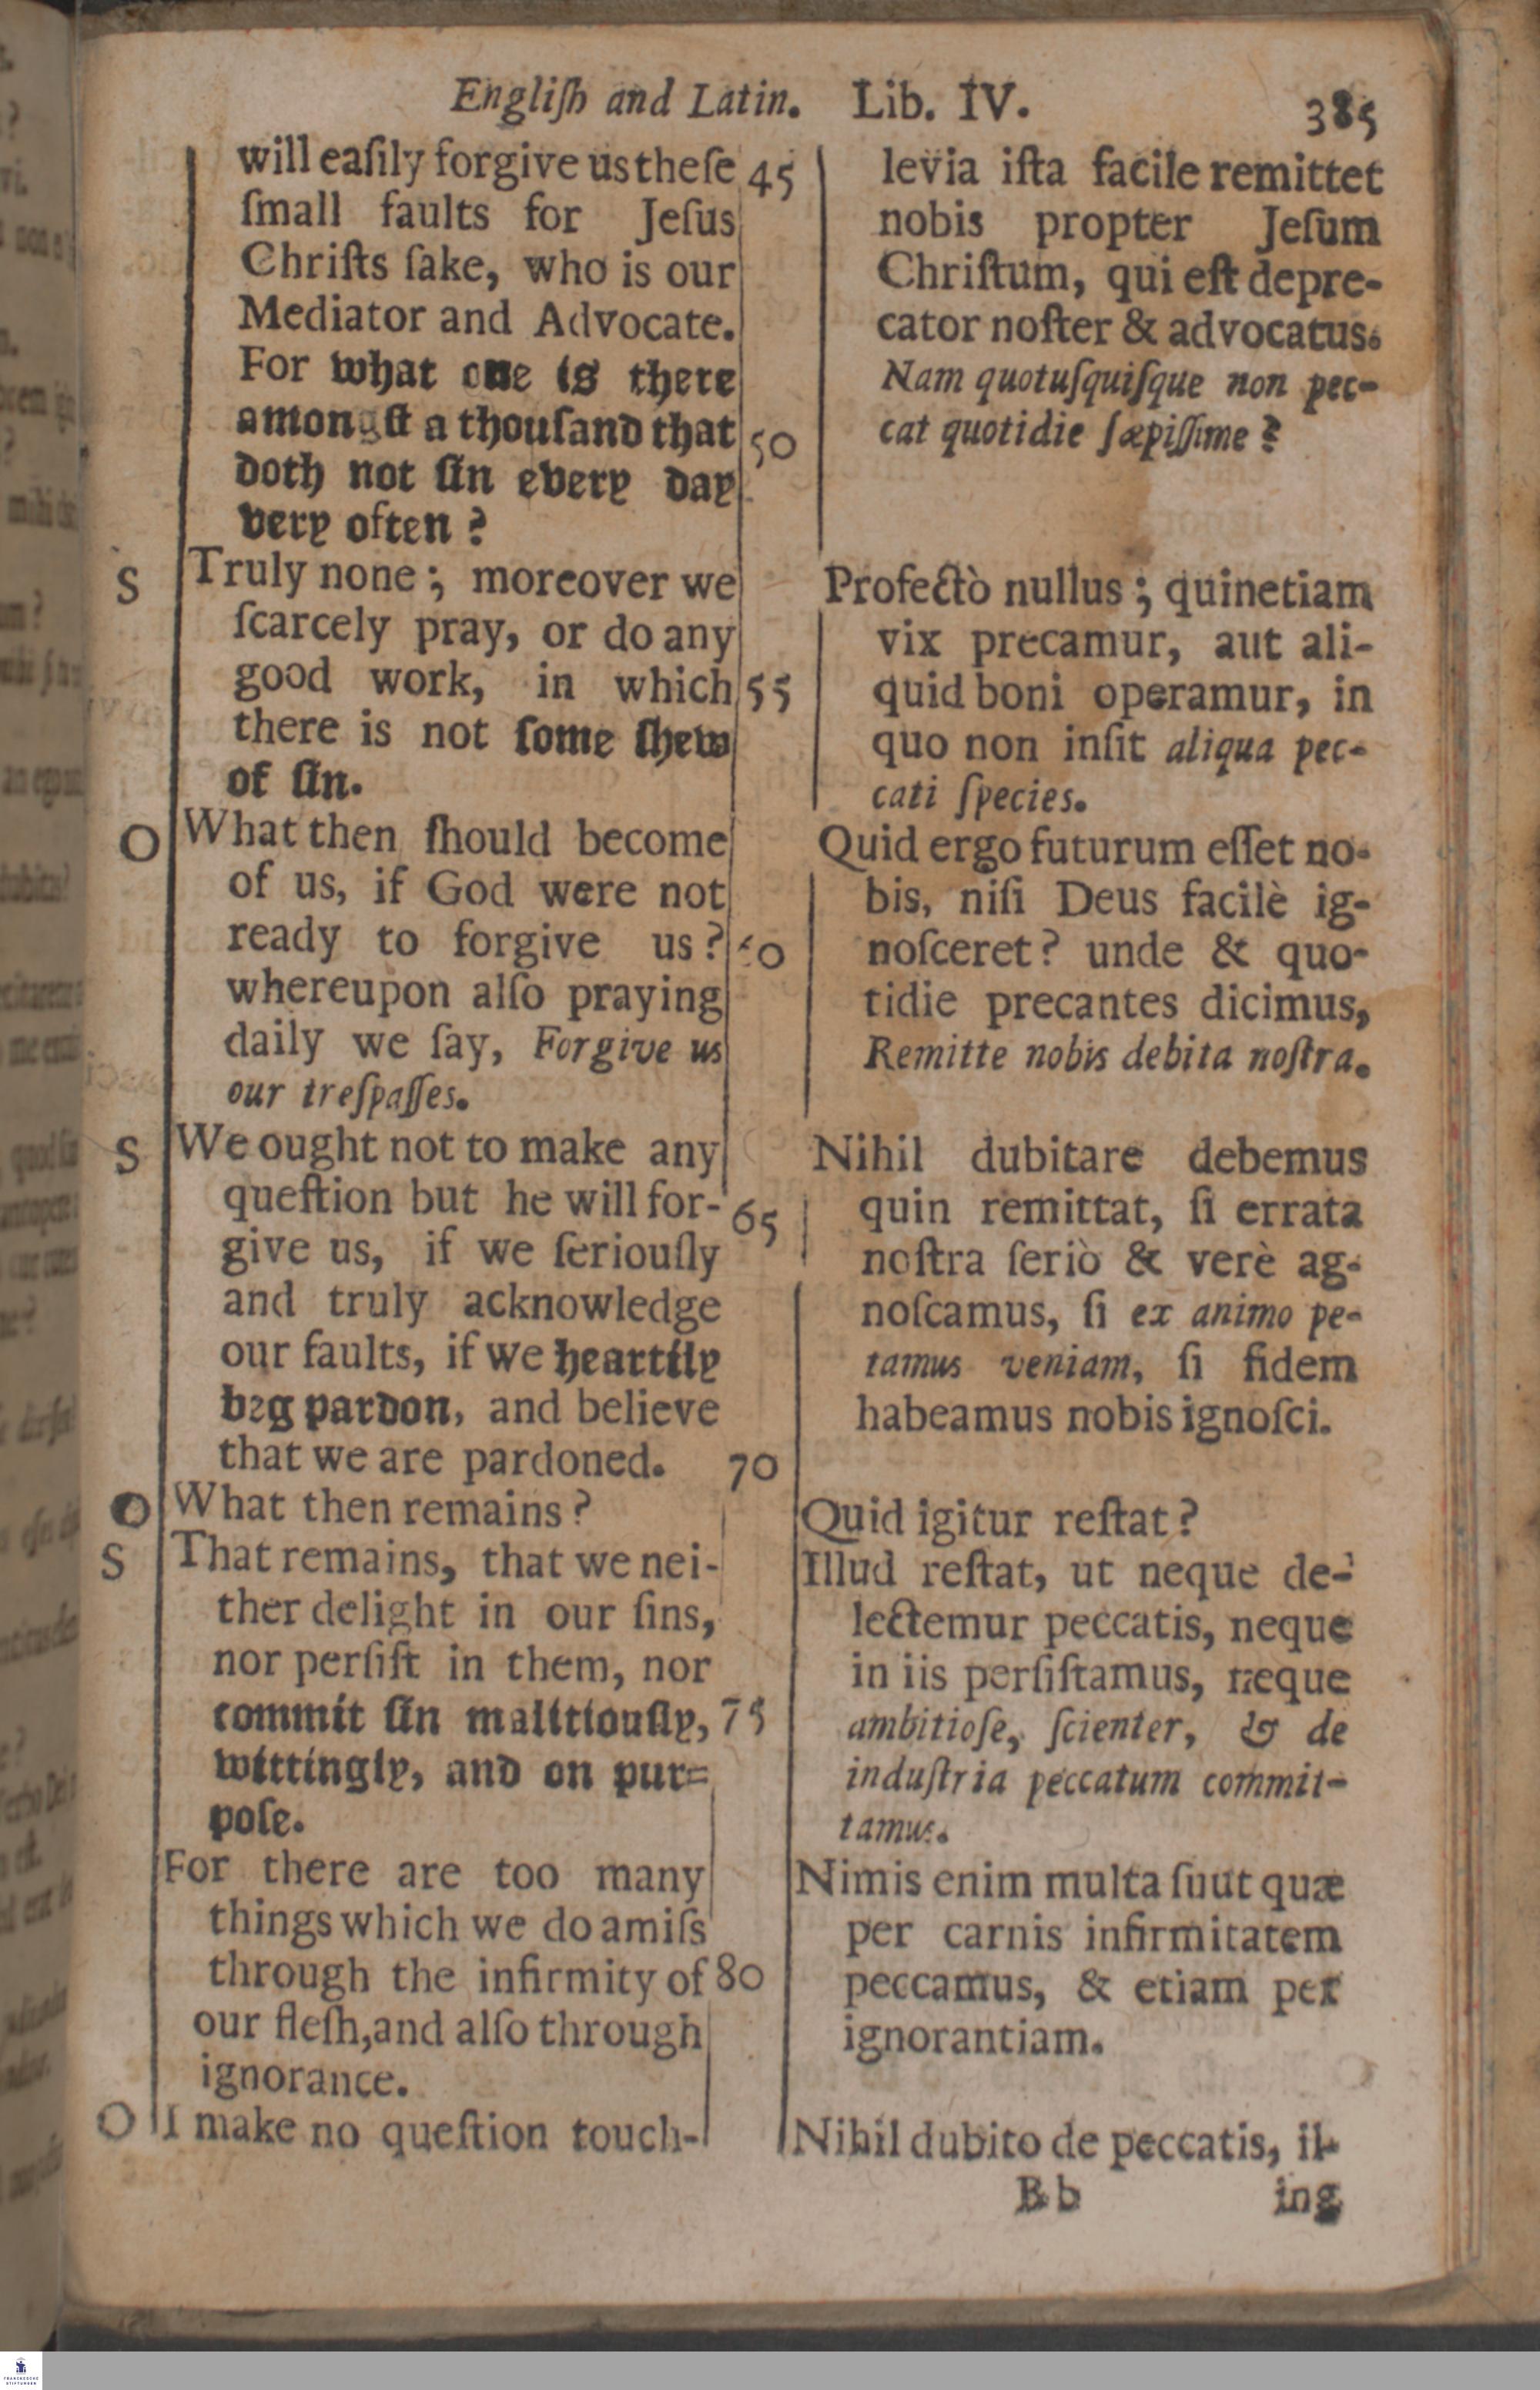 Engliſh and Latin. Lib. IV. 385
will eaſily forgive us theſe 45
ſmall faults for Jeſus
Chriſts ſake, who is our
Mediator and Advocate.
For what one is there
amongſt a thouſand that 50
doth not ſin every day
very often?
S Truly none; moreover we
ſcarcely pray, or do any
good work, in which 55
there is not ſome ſhew
of ſin.
O What then ſhould become
of us, if God were not
ready to forgive us? 60
whereupon alſo praying
daily we ſay, Forgive us
our treſpaſſes.
S We ought not to make any
queſtion but he will for- 65
give us, if we ſeriouſly
and truly acknowledge
our faults, if we heartily
beg pardon, and believe
that we are pardoned. 70
O What then remains?
S That remains, that we nei-
ther delight in our ſins,
nor perſiſt in them, nor
commit ſin malitiouſly, 75
wittingly, and on pur=
poſe.
For there are too many
things which we do amiſs
through the infirmity of 80
our fleſh, and alſo through
ignorance.
O I make no queſtion touch-
levia iſta facile remittet
nobis propter Jeſum
Chriſtum, qui eſt depre-
cator noſter & advocatus.
Nam quotuſquiſque non pec-
cat quotidie ſæpiſſime?
Profectò nullus; quinetiam
vix precamur, aut ali-
quid boni operamur, in
quo non inſit aliqua pec-
cati ſpecies.
Quid ergo futurum eſſet no-
bis, niſi Deus facilè ig-
noſceret? unde & quo-
tidie precantes dicimus,
Remitte nobis debita noſtra.
Nihil dubitare debemus
quin remittat, ſi errata
noſtra ſeriò & verè ag-
noſcamus, ſi ex animo pe-
tamus veniam, ſi fidem
habeamus nobis ignoſci.
Quid igitur reſtat?
Illud reſtat, ut neque de-
lectemur peccatis, neque
in iis perſiſtamus, neque
ambitioſe, ſcienter, & de
induſtria peccatum commit-
tamus.
Nimis enim multa ſuut quæ
per carnis infirmitatem
peccamus, & etiam per
ignorantiam.
Nihil dubito de peccatis, il-
Bb ing
FRANCKESCHE
STIFTUNGEN